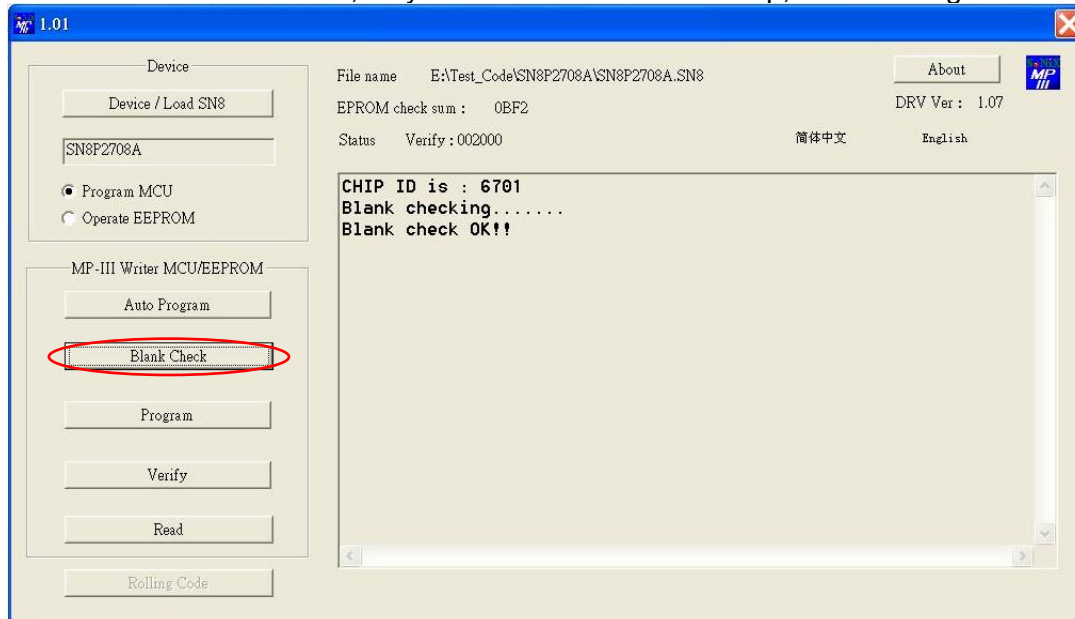 1.01
Device
Device / Load SN8
SN8P2708A
Program MCU
Operate EEPROM
MP-III Writer MCU/EEPROM
Auto Program
Blank Check
Program
Verify
Read
Rolling Code
File name E:\Test_Code\SN8P2708A\SN8P2708A.SN8
EPROM check sum : 0BF2
Status Verify : 002000
About
DRV Ver : 1.07
简体中文 English
CHIP ID is : 6701
Blank checking.......
Blank check OK!!